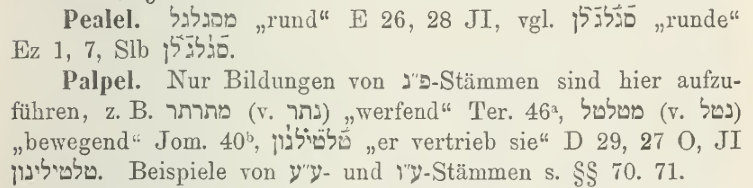 Pealel. מסגלגל „rund“ E 26, 28 JI, vgl. סְגַלְגְּלָן „runde“
Ez 1, 7, Slb סְגַלְגְּלָן.
Palpel. Nur Bildungen von פ״נ-Stämmen sind hier aufzu-
führen, z. B. מתרתר (v. נתר) „werfend“ Ter. 46ᵃ, מטלטל (v. נטל)
„bewegend“ Jom. 40ᵇ, טַלְטֵילִנּוּן „er vertrieb sie“ D 29, 27 O, JI
טלטילינון. Beispiele von ע״ע- und ע״ו-Stämmen s. §§ 70. 71.